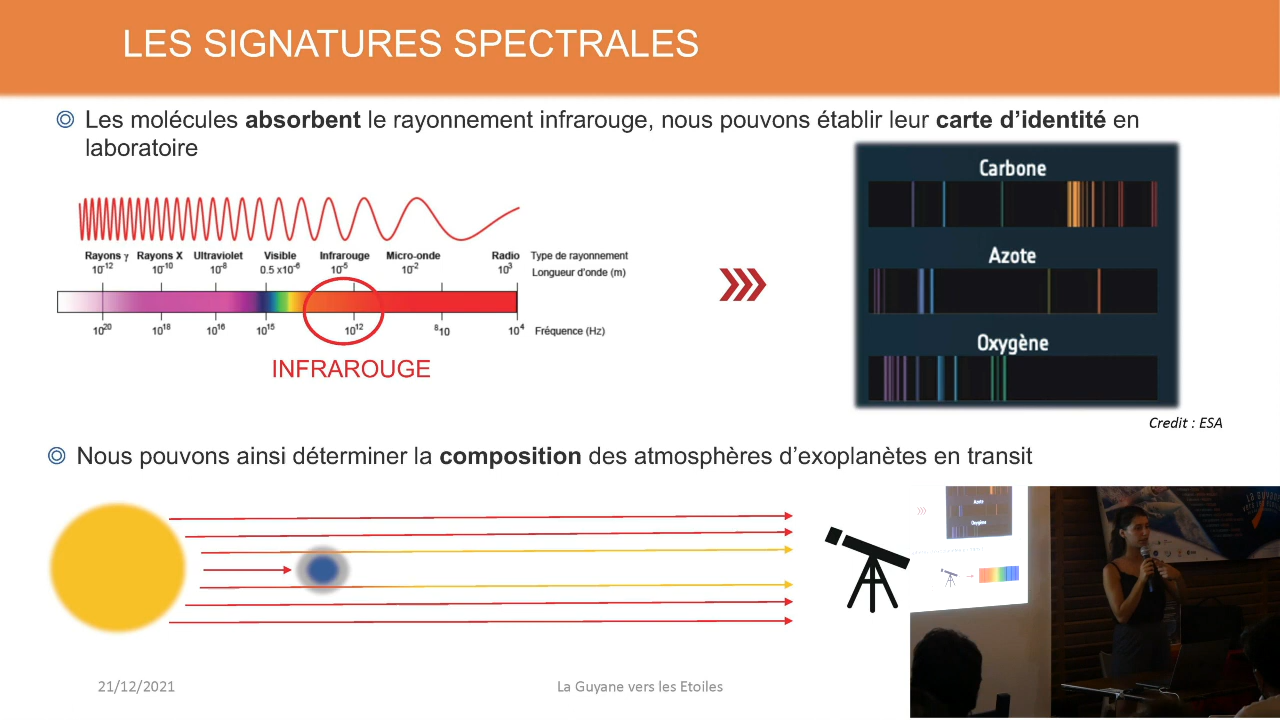 LES SIGNATURES SPECTRALES
Les molécules absorbent le rayonnement infrarouge, nous pouvons établir leur carte d'identité en
laboratoire
Rayons γ Rayons X Ultraviolet Visible Infrarouge Micro-onde Radio Type de rayonnement
10-12 10-10 10-8 0.5 x10-6 10-5 10-2 103 Longueur d'onde (m)
1020 1018 1016 1015 1012 810 104 Fréquence (Hz)
INFRAROUGE
Carbone
Azote
Oxygène
Credit : ESA
Nous pouvons ainsi déterminer la composition des atmosphères d'exoplanètes en transit
Azote
Oxygène
21/12/2021
La Guyane vers les Etoiles